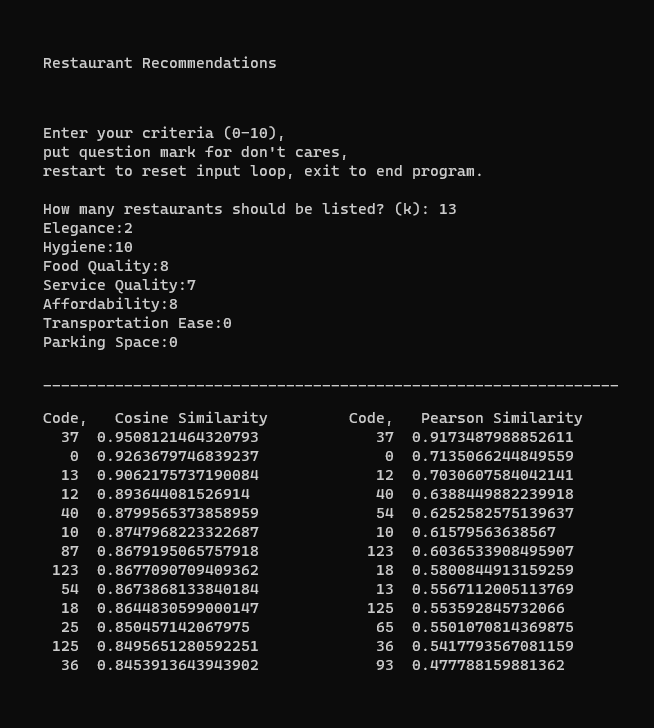 Restaurant Recommendations
Enter your criteria (0-10),
put question mark for don't cares,
restart to reset input loop, exit to end program.
How many restaurants should be listed? (k): 13
Elegance:2
Hygiene:10
Food Quality:8
Service Quality:7
Affordability:8
Transportation Ease:0
Parking Space:0
________________________________________________________________
Code,   Cosine Similarity         Code,   Pearson Similarity
37  0.9508121464320793             37  0.9173487988852611
0  0.9263679746839237              0  0.7135066244849559
13  0.9062175737190084             12  0.7030607584042141
12  0.893644081526914              40  0.6388449882239918
40  0.8799565373858959             54  0.6252582575139637
10  0.8747968223322687             10  0.61579563638567
87  0.8679195065757918            123  0.6036533908495907
123  0.8677090709409362             18  0.5800844913159259
54  0.8673868133840184             13  0.5567112005113769
18  0.8644830599000147            125  0.553592845732066
25  0.850457142067975              65  0.5501070814369875
125  0.8495651280592251             36  0.5417793567081159
36  0.8453913643943902             93  0.477788159881362